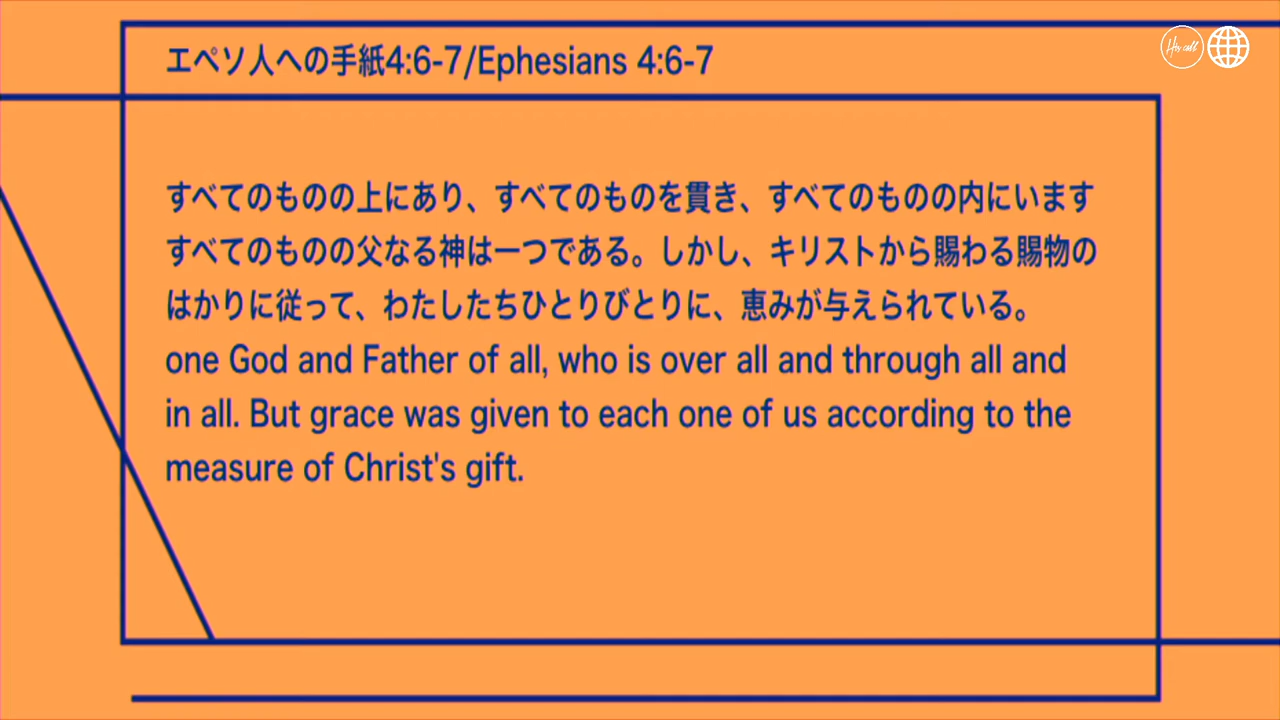 エペソ人への手紙4:6-7/Ephesians 4:6-7
His call
すべてのものの上にあり、すべてのものを貫き、すべてのものの内にいます
すべてのものの父なる神は一つである。しかし、キリストから賜わる賜物の
はかりに従って、わたしたちひとりびとりに、恵みが与えられている。
one God and Father of all, who is over all and through all and
in all. But grace was given to each one of us according to the
measure of Christ's gift.